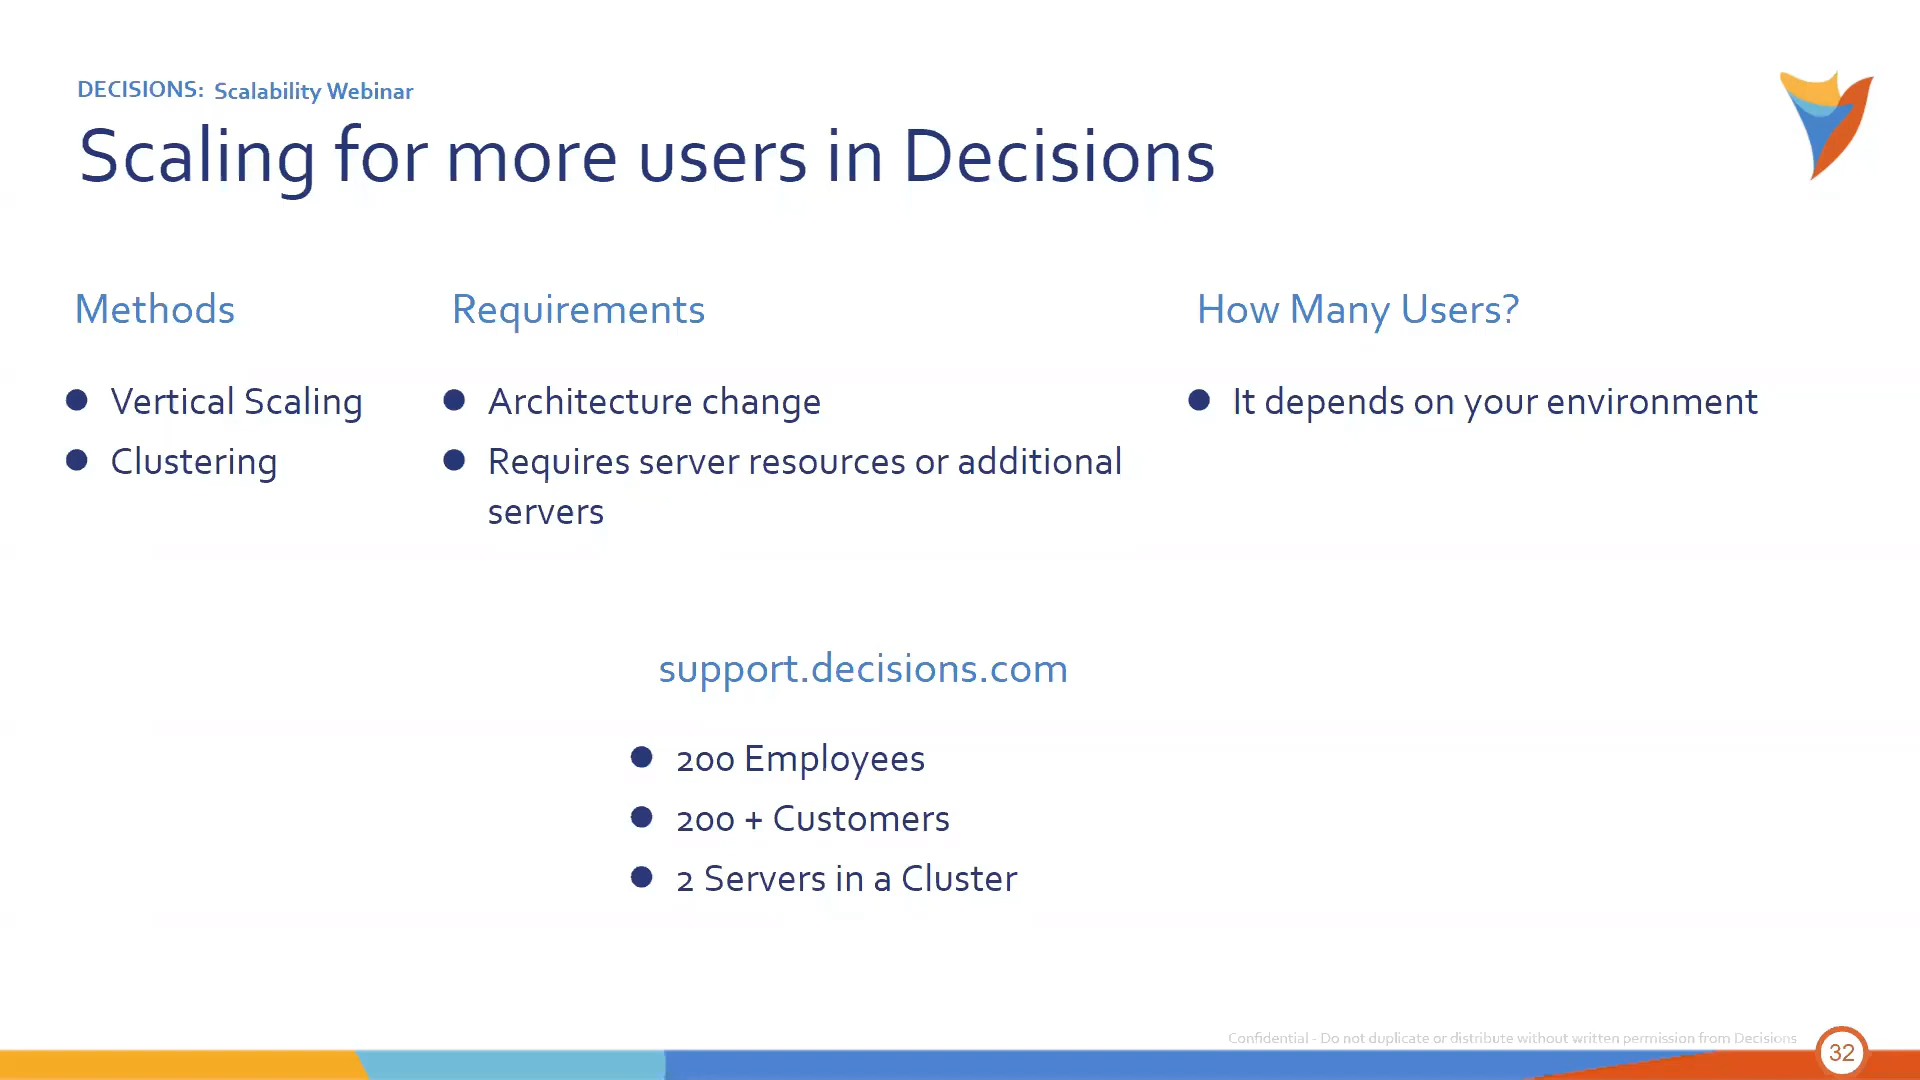 DECISIONS: Scalability Webinar
Scaling for more users in Decisions
Methods
Vertical Scaling
Clustering
Requirements
Architecture change
Requires server resources or additional
servers
How Many Users?
It depends on your environment
support.decisions.com
200 Employees
200 + Customers
2 Servers in a Cluster
Confidential - Do not duplicate or distribute without written permission from Decisions
32